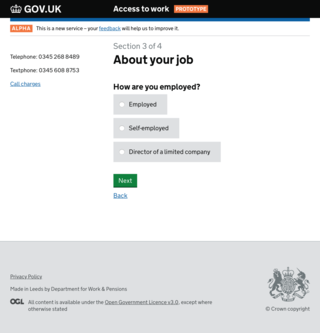 GOV.UK
Access to work PROTOTYPE
ALPHA This is a new service – your feedback will help us to improve it.
Section 3 of 4
About your job
Telephone: 0345 268 8489
Textphone: 0345 608 8753
Call charges
How are you employed?
Employed
Self-employed
Director of a limited company
Next
Back
Privacy Policy
Made in Leeds by Department for Work & Pensions
OGL All content is available under the Open Government Licence v3.0, except where
otherwise stated
© Crown copyright